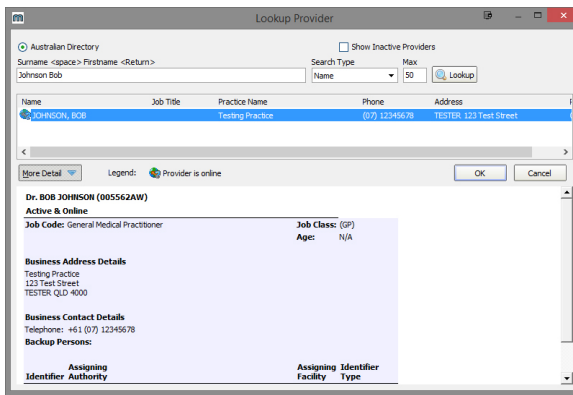 Lookup Provider
Australian Directory
Show Inactive Providers
Surname <space> Firstname <Return>
Search Type
Max
Johnson Bob
Name
50
Lookup
Name Job Title Practice Name Phone Address
JOHNSON, BOB Testing Practice (07) 12345678 TESTER 123 Test Street
More Detail
Legend:
Provider is online
OK
Cancel
Dr. BOB JOHNSON (005562AW)
Active & Online
Job Code: General Medical Practitioner Job Class: (GP)
Age: N/A
Business Address Details
Testing Practice
123 Test Street
TESTER QLD 4000
Business Contact Details
Telephone: +61 (07) 12345678
Backup Persons:
Assigning Assigning Identifier
Identifier Authority Facility Type